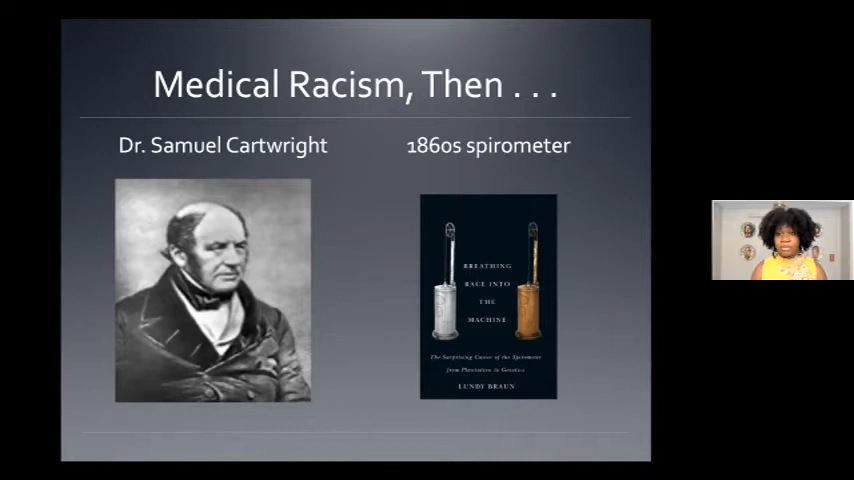 Medical Racism, Then . . .
Dr. Samuel Cartwright
1860s spirometer
BREATHING
RACE INTO
THE
MACHINE
The Surprising Career of the Spirometer
from Plantation to Genetics
LUNDY BRAUN